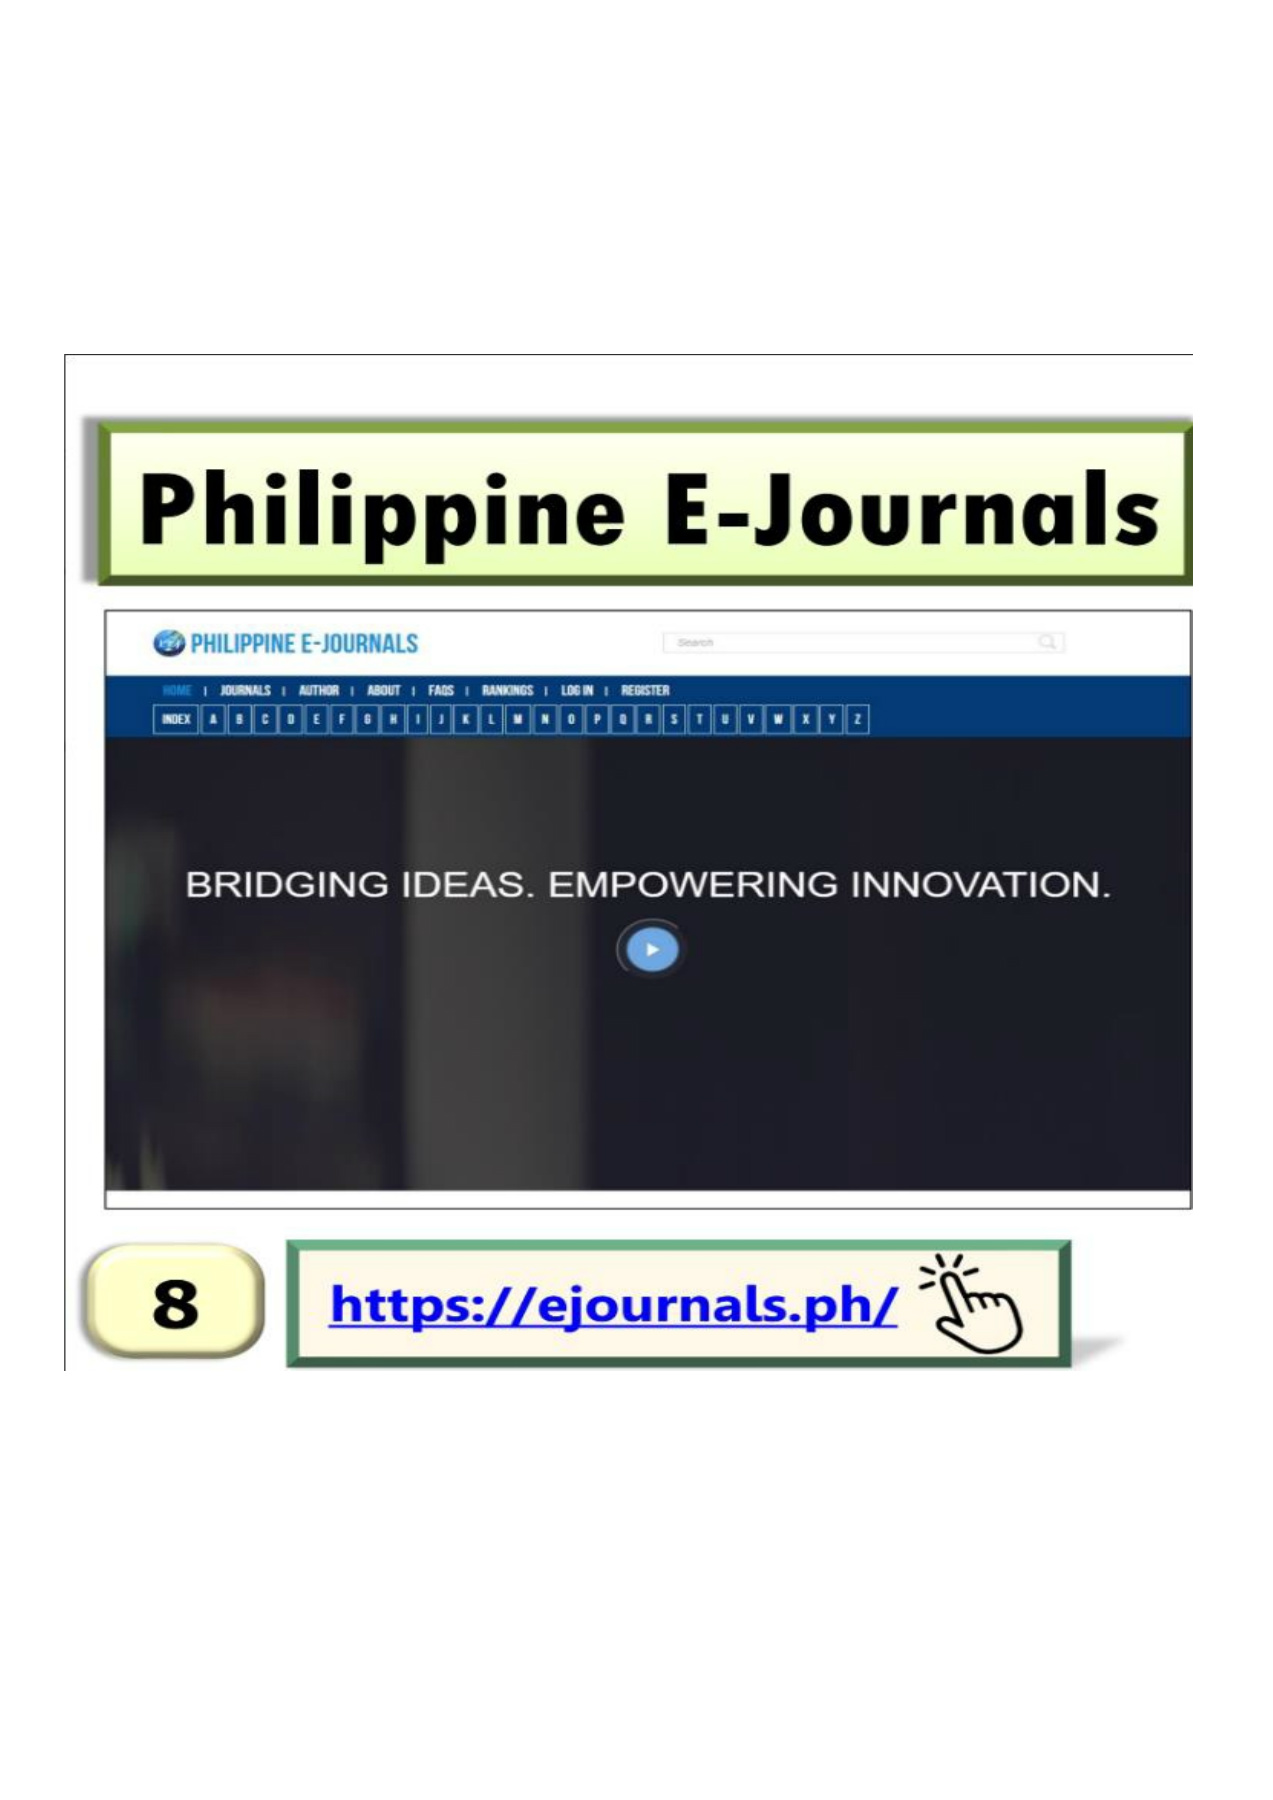 Philippine E-Journals
PHILIPPINE E-JOURNALS
Search
HOME | JOURNALS | AUTHOR | ABOUT | FAQS | RANKINGS | LOG IN | REGISTER
INDEX A B C D E F G H I J K L M N O P Q R S T U V W X Y Z
BRIDGING IDEAS. EMPOWERING INNOVATION.
8
https://ejournals.ph/